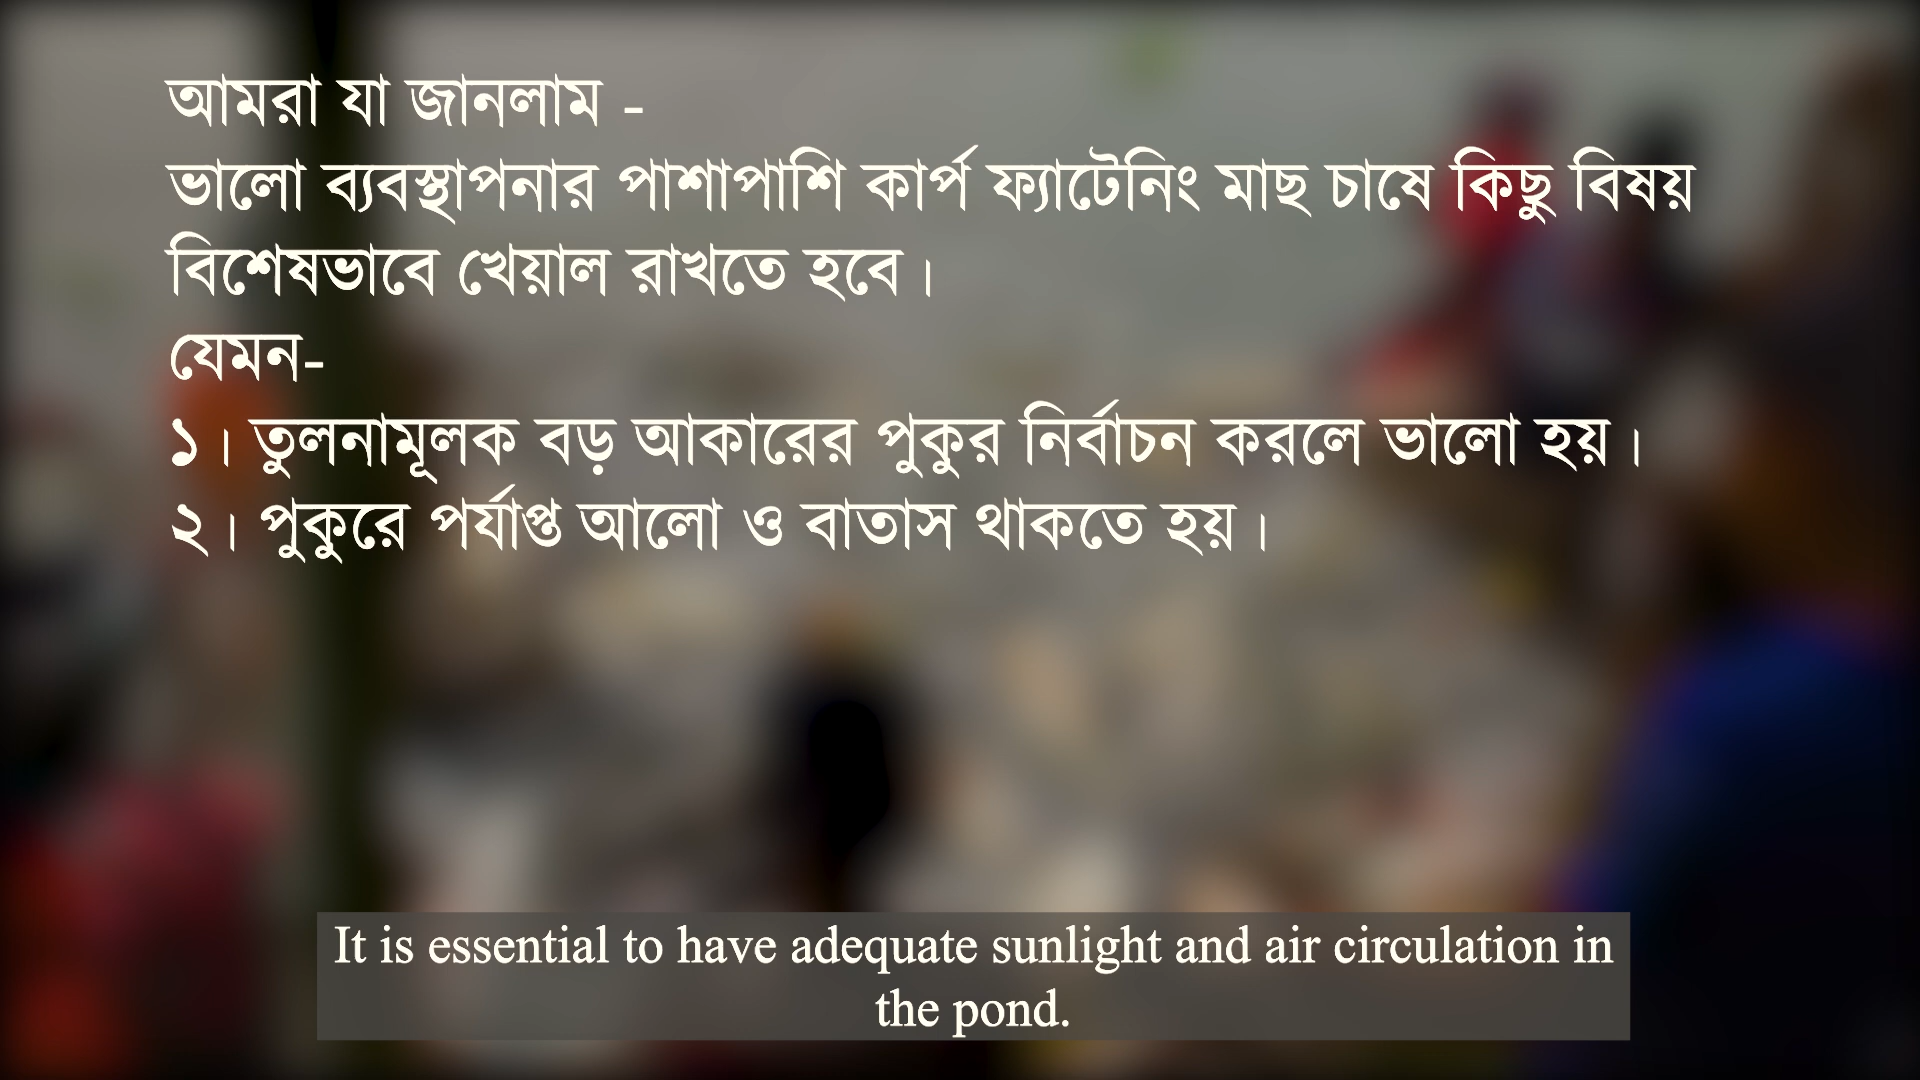 আমরা যা জানলাম -
ভালো ব্যবস্থাপনার পাশাপাশি কার্প ফ্যাটেনিং মাছ চাষে কিছু বিষয়
বিশেষভাবে খেয়াল রাখতে হবে।
যেমন-
১। তুলনামূলক বড় আকারের পুকুর নির্বাচন করলে ভালো হয়।
২। পুকুরে পর্যাপ্ত আলো ও বাতাস থাকতে হয়।
It is essential to have adequate sunlight and air circulation in
the pond.